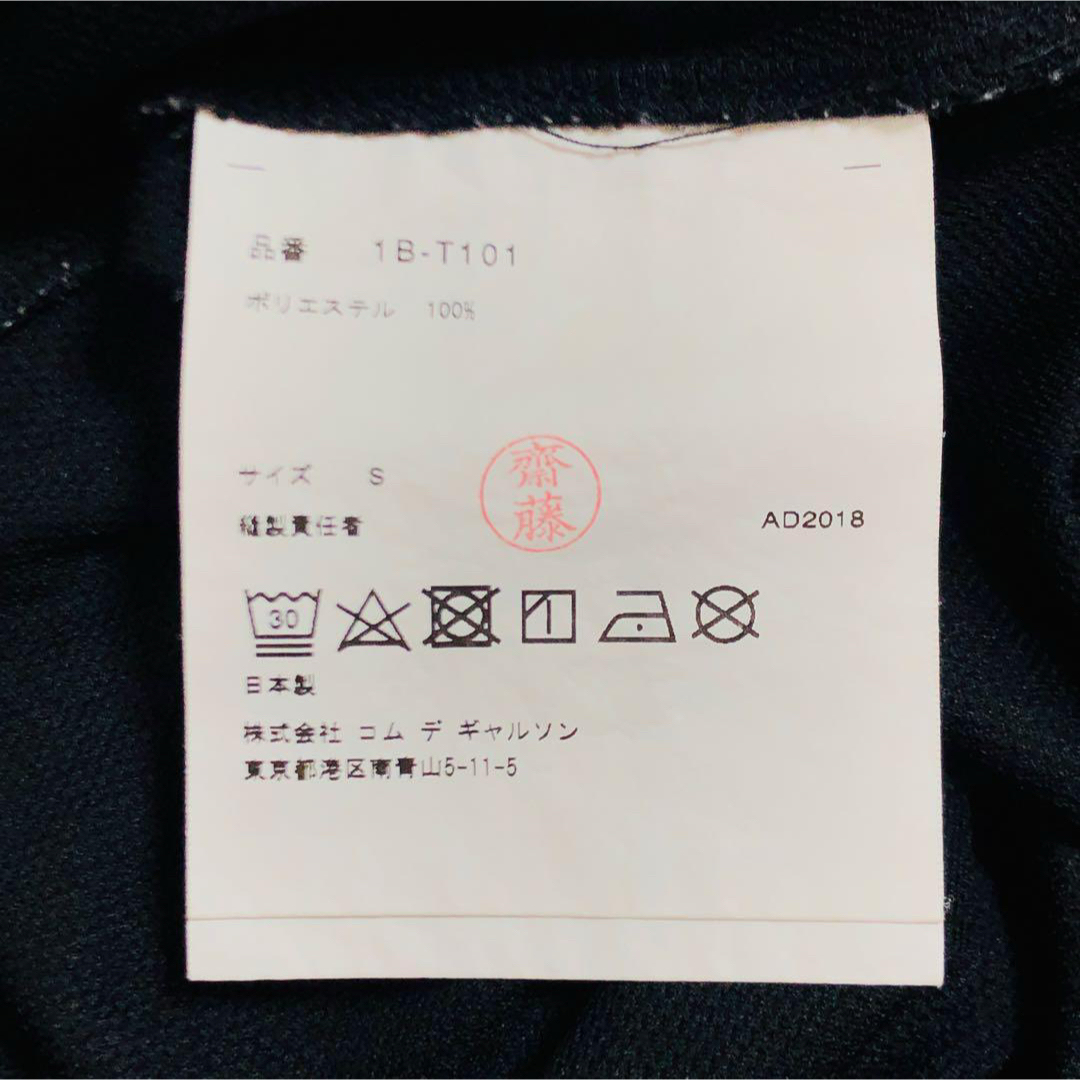 品番 1B-T101
ポリエステル 100%
サイズ S
齋藤
縫製責任者
AD2018
30
日本製
株式会社 コム デ ギャルソン
東京都港区南青山5-11-5